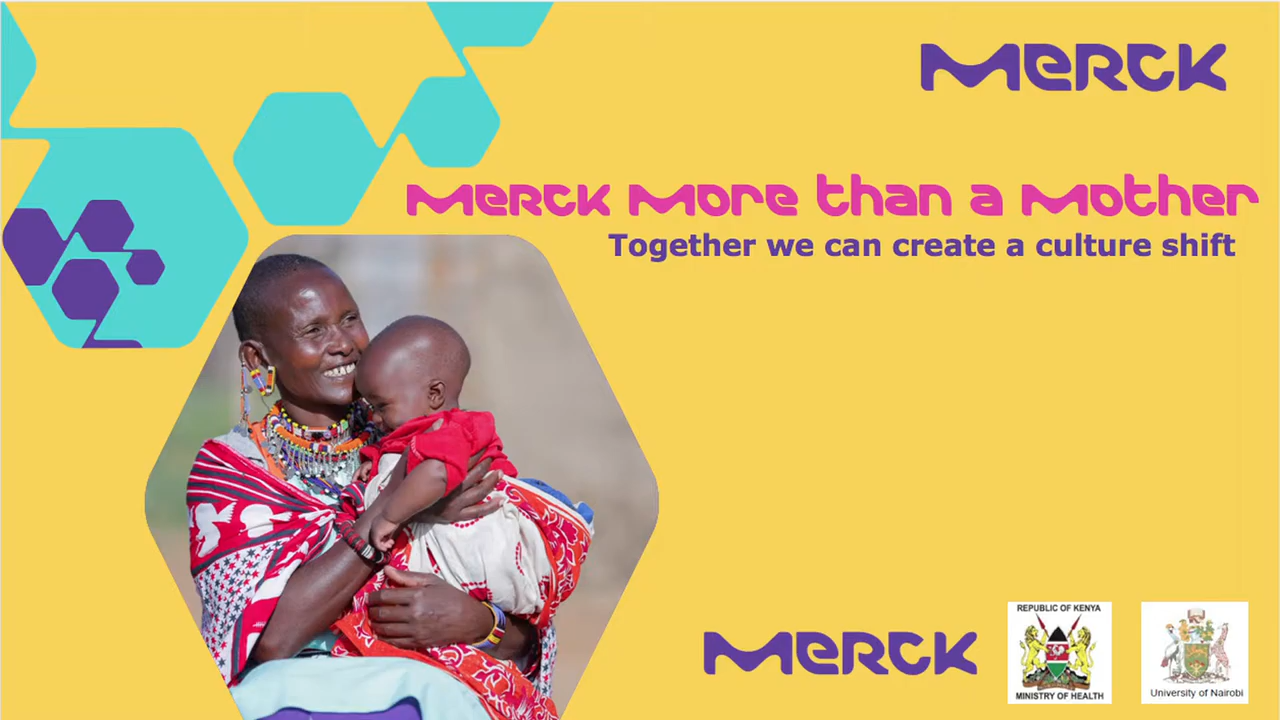 MERCK
MERCK MORE than a MOther
Together we can create a culture shift
MERCK
REPUBLIC OF KENYA
MINISTRY OF HEALTH
University of Nairobi